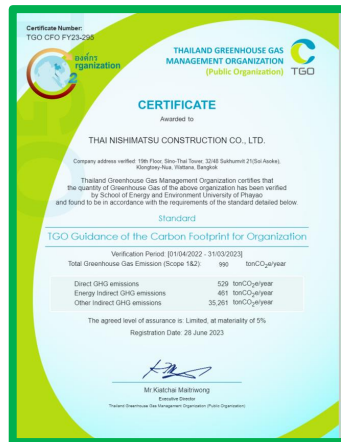 Certificate Number:
TGO CFO FY23-295
องค์กร
rganization
2
THAILAND GREENHOUSE GAS
MANAGEMENT ORGANIZATION
(Public Organization)
TGO
CERTIFICATE
Awarded to
THAI NISHIMATSU CONSTRUCTION CO., LTD.
Company address verified: 19th Floor, Sino-Thai Tower, 32/48 Sukhumvit 21(Soi Asoke),
Klongtoey-Nua, Wattana, Bangkok
Thailand Greenhouse Gas Management Organization certifies that
the quantity of Greenhouse Gas of the above organization has been verified
by School of Energy and Environment University of Phayao
and found to be in accordance with the requirements of the standard detailed below
Standard
TGO Guidance of the Carbon Footprint for Organization
Verification Period: [01/04/2022 - 31/03/2023]
Total Greenhouse Gas Emission (Scope 1&2): 990 tonCO₂e/year
Direct GHG emissions 529 tonCO₂e/year
Energy Indirect GHG emissions 461 tonCO₂e/year
Other Indirect GHG emissions 35,261 tonCO₂e/year
The agreed level of assurance is: Limited, at materiality of 5%
Registration Date: 28 June 2023
Mr.Kiatchai Maitriwong
Executive Director
Thailand Greenhouse Gas Management Organization (Public Organization)